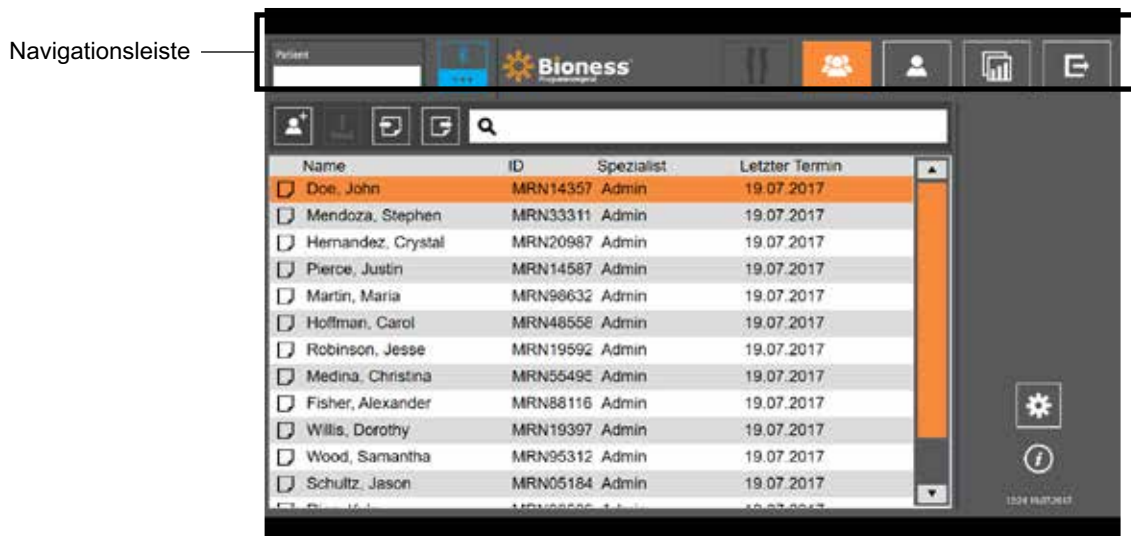 Navigationsleiste
Patient
Bioness
Programmiergerät
Name ID Spezialist Letzter Termin
Doe, John MRN14357 Admin 19.07.2017
Mendoza, Stephen MRN33311 Admin 19.07.2017
Hernandez, Crystal MRN20987 Admin 19.07.2017
Pierce, Justin MRN14587 Admin 19.07.2017
Martin, Maria MRN98632 Admin 19.07.2017
Hoffman, Carol MRN48558 Admin 19.07.2017
Robinson, Jesse MRN19592 Admin 19.07.2017
Medina, Christina MRN55495 Admin 19.07.2017
Fisher, Alexander MRN88116 Admin 19.07.2017
Willis, Dorothy MRN19397 Admin 19.07.2017
Wood, Samantha MRN95312 Admin 19.07.2017
Schultz, Jason MRN05184 Admin 19.07.2017